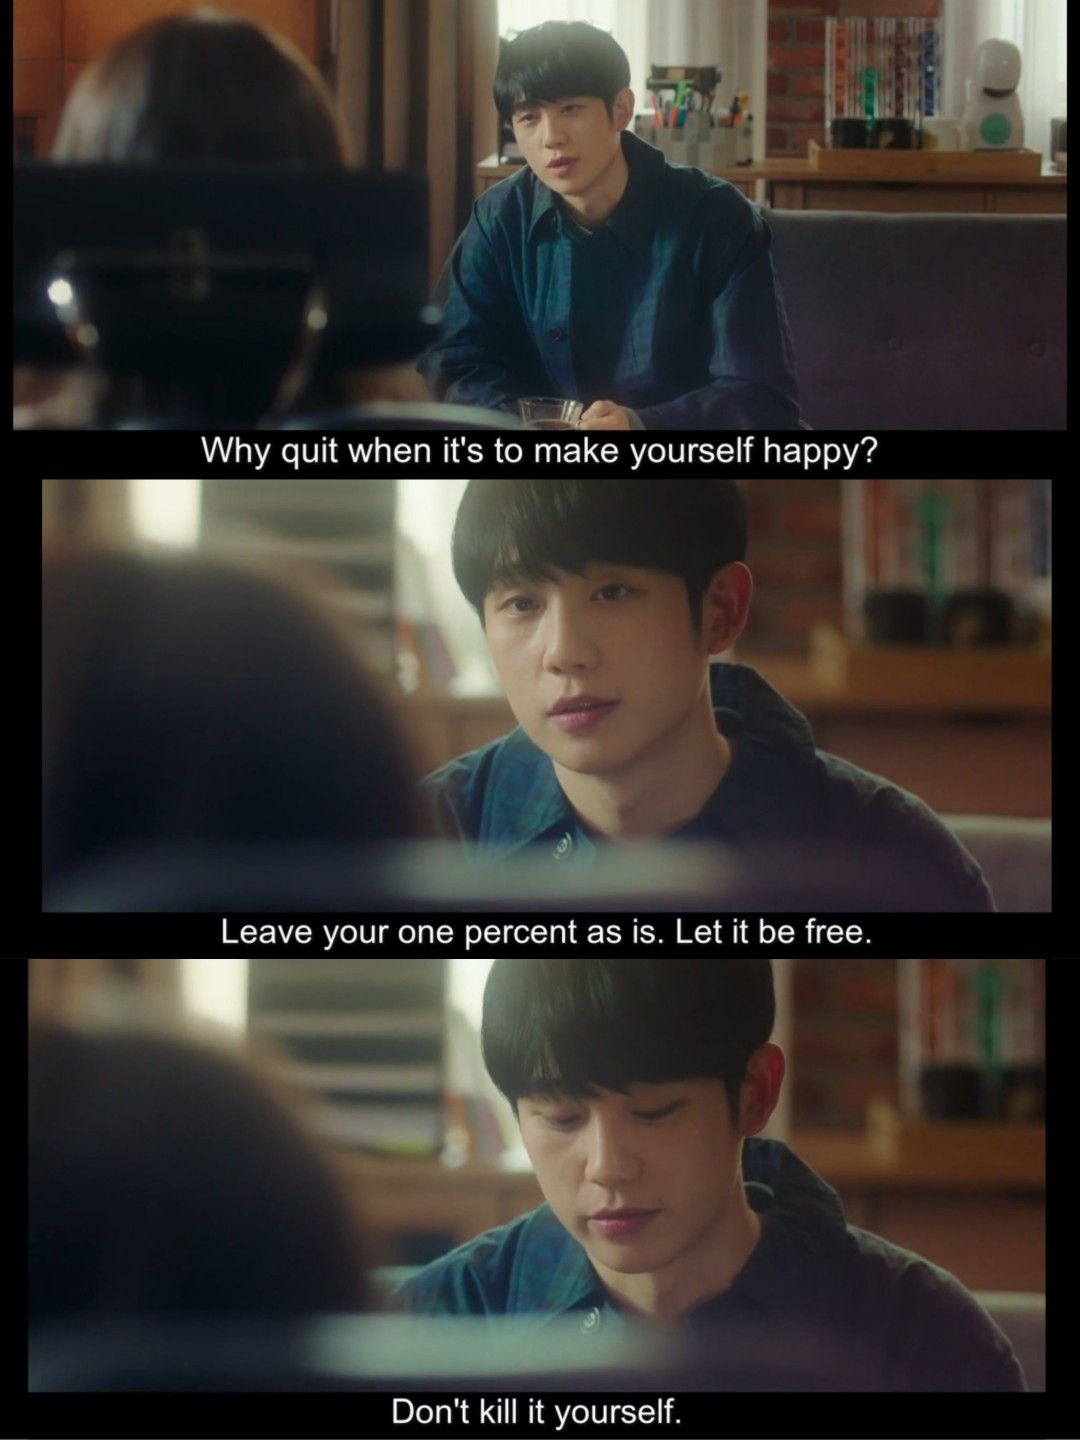 Why quit when it's to make yourself happy?
Leave your one percent as is. Let it be free.
Don't kill it yourself.